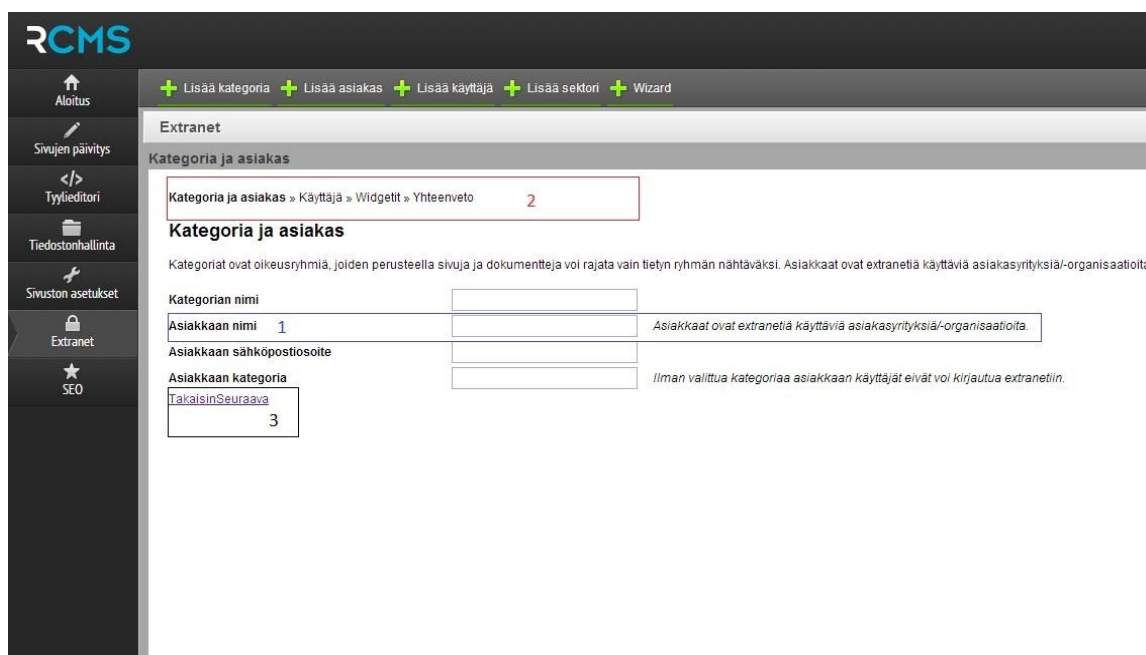 RCMS
Aloitus
Sivujen päivitys
</>
Tyylieditori
Tiedostonhallinta
Sivuston asetukset
Extranet
SEO
Lisää kategoria Lisää asiakas Lisää käyttäjä Lisää sektori Wizard
Extranet
Kategoria ja asiakas
Kategoria ja asiakas » Käyttäjä » Widgetit » Yhteenveto 2
Kategoria ja asiakas
Kategoriat ovat oikeusryhmiä, joiden perusteella sivuja ja dokumentteja voi rajata vain tietyn ryhmän nähtäväksi. Asiakkaat ovat extranetiä käyttäviä asiakasyrityksiä/-organisaatioita
Kategorian nimi
Asiakkaan nimi 1 Asiakkaat ovat extranetiä käyttäviä asiakasyrityksiä/-organisaatioita.
Asiakkaan sähköpostiosoite
Asiakkaan kategoria Ilman valittua kategoriaa asiakkaan käyttäjät eivät voi kirjautua extranetiin.
TakaisinSeuraava
3